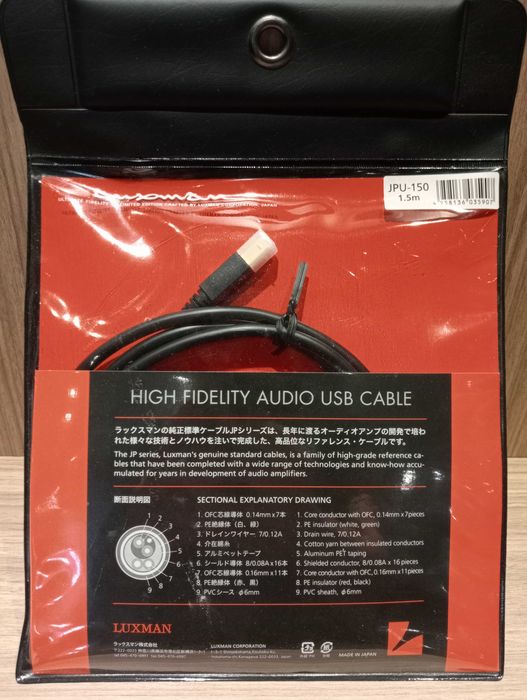 ULTIMATE FIDELITY LIMITED EDITION CRAFTED BY LUXMAN CORPORATION, JAPAN
JPU-150
1.5m
4 958136 035907
HIGH FIDELITY AUDIO USB CABLE
ラックスマンの純正標準ケーブルJPシリーズは、長年に渡るオーディオアンプの開発で培わ
れた様々な技術とノウハウを注いで完成した、高品位なリファレンス・ケーブルです。
The JP series, Luxman's genuine standard cables, is a family of high-grade reference ca-
bles that have been completed with a wide range of technologies and know-how accu-
mulated for years in development of audio amplifiers.
断面説明図
1
2
3
4
5
6
7
8
9
SECTIONAL EXPLANATORY DRAWING
1. OFC芯線導体 0.14mm x 7本
2. PE絶縁体 (白、緑)
3. ドレインワイヤー 7/0.12A
4. 介在綿糸
5. アルミペットテープ
6. シールド導体 8/0.08A x 16本
7. OFC芯線導体 0.16mm x 11本
8. PE絶縁体 (赤、黒)
9. PVCシース φ6mm
1. Core conductor with OFC, 0.14mm x 7pieces
2. PE insulator (white, green)
3. Drain wire, 7/0.12A
4. Cotton yarn between insulated conductors
5. Aluminum PET taping
6. Shielded conductor, 8/0.08A x 16 pieces
7. Core conductor with OFC, 0.16mm x 11pieces
8. PE insulator (red, black)
9. PVC sheath, φ6mm
LUXMAN
ラックスマン株式会社
LUXMAN CORPORATION
MADE IN JAPAN